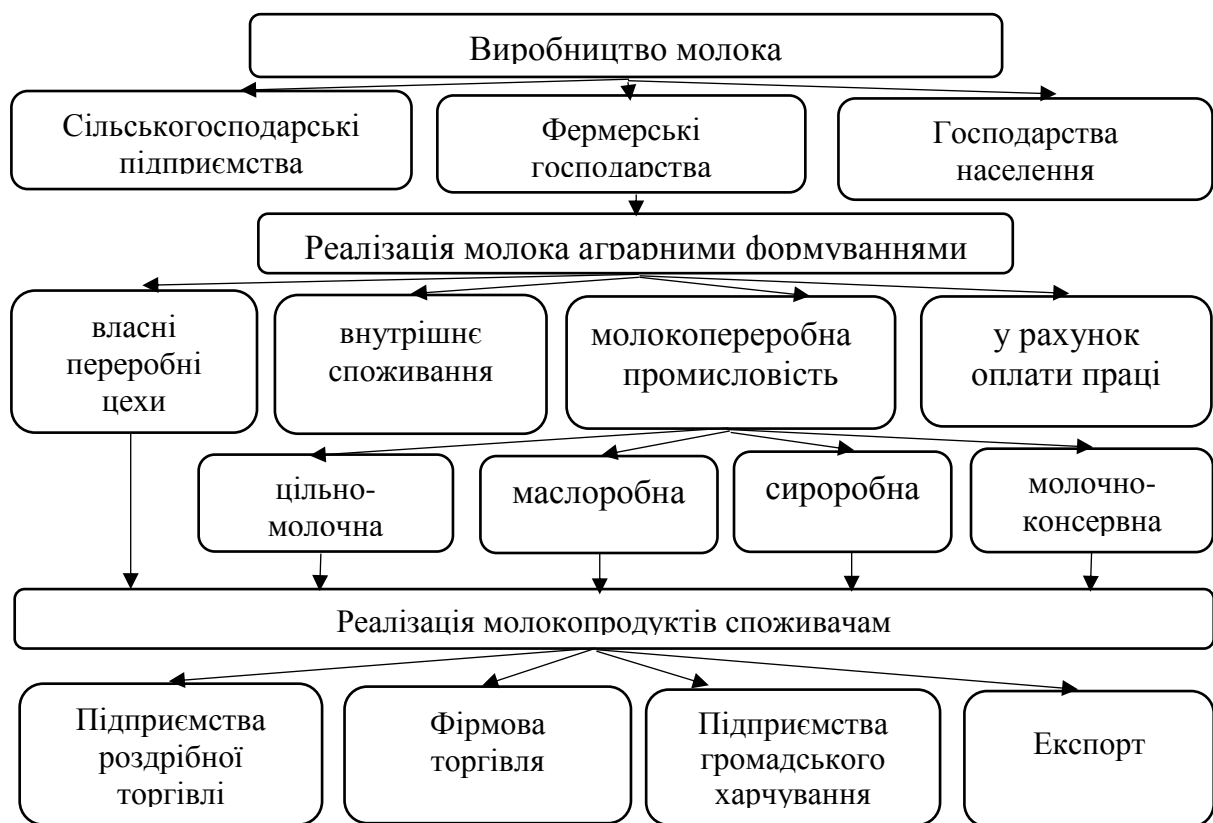 Виробництво молока
Сільськогосподарські
підприємства
Фермерські
господарства
Господарства
населення
Реалізація молока аграрними формуваннями
власні
переробні
цехи
внутрішнє
споживання
молокопереробна
промисловість
у рахунок
оплати праці
цільно-
молочна
маслоробна
сироробна
молочно-
консервна
Реалізація молокопродуктів споживачам
Підприємства
роздрібної
торгівлі
Фірмова
торгівля
Підприємства
громадського
харчування
Експорт